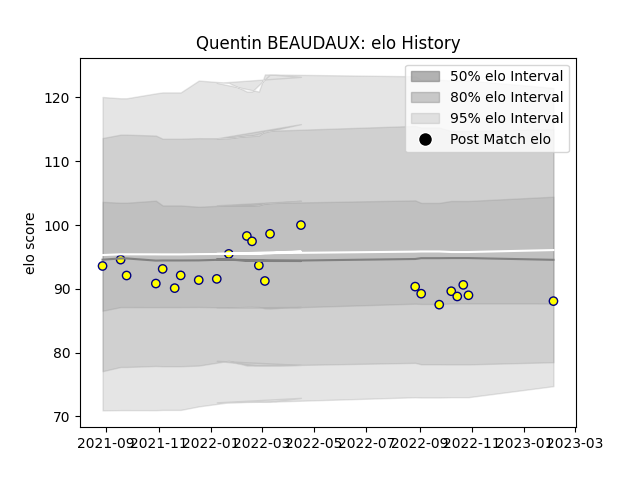 Quentin BEAUDAUX: elo History
50% elo Interval
80% elo Interval
95% elo Interval
Post Match elo
elo score
120
110
100
90
80
70
2021-09 2021-11 2022-01 2022-03 2022-05 2022-07 2022-09 2022-11 2023-01 2023-03